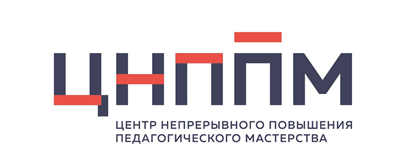 ЦНППМ
ЦЕНТР НЕПРЕРЫВНОГО ПОВЫШЕНИЯ
ПЕДАГОГИЧЕСКОГО МАСТЕРСТВА